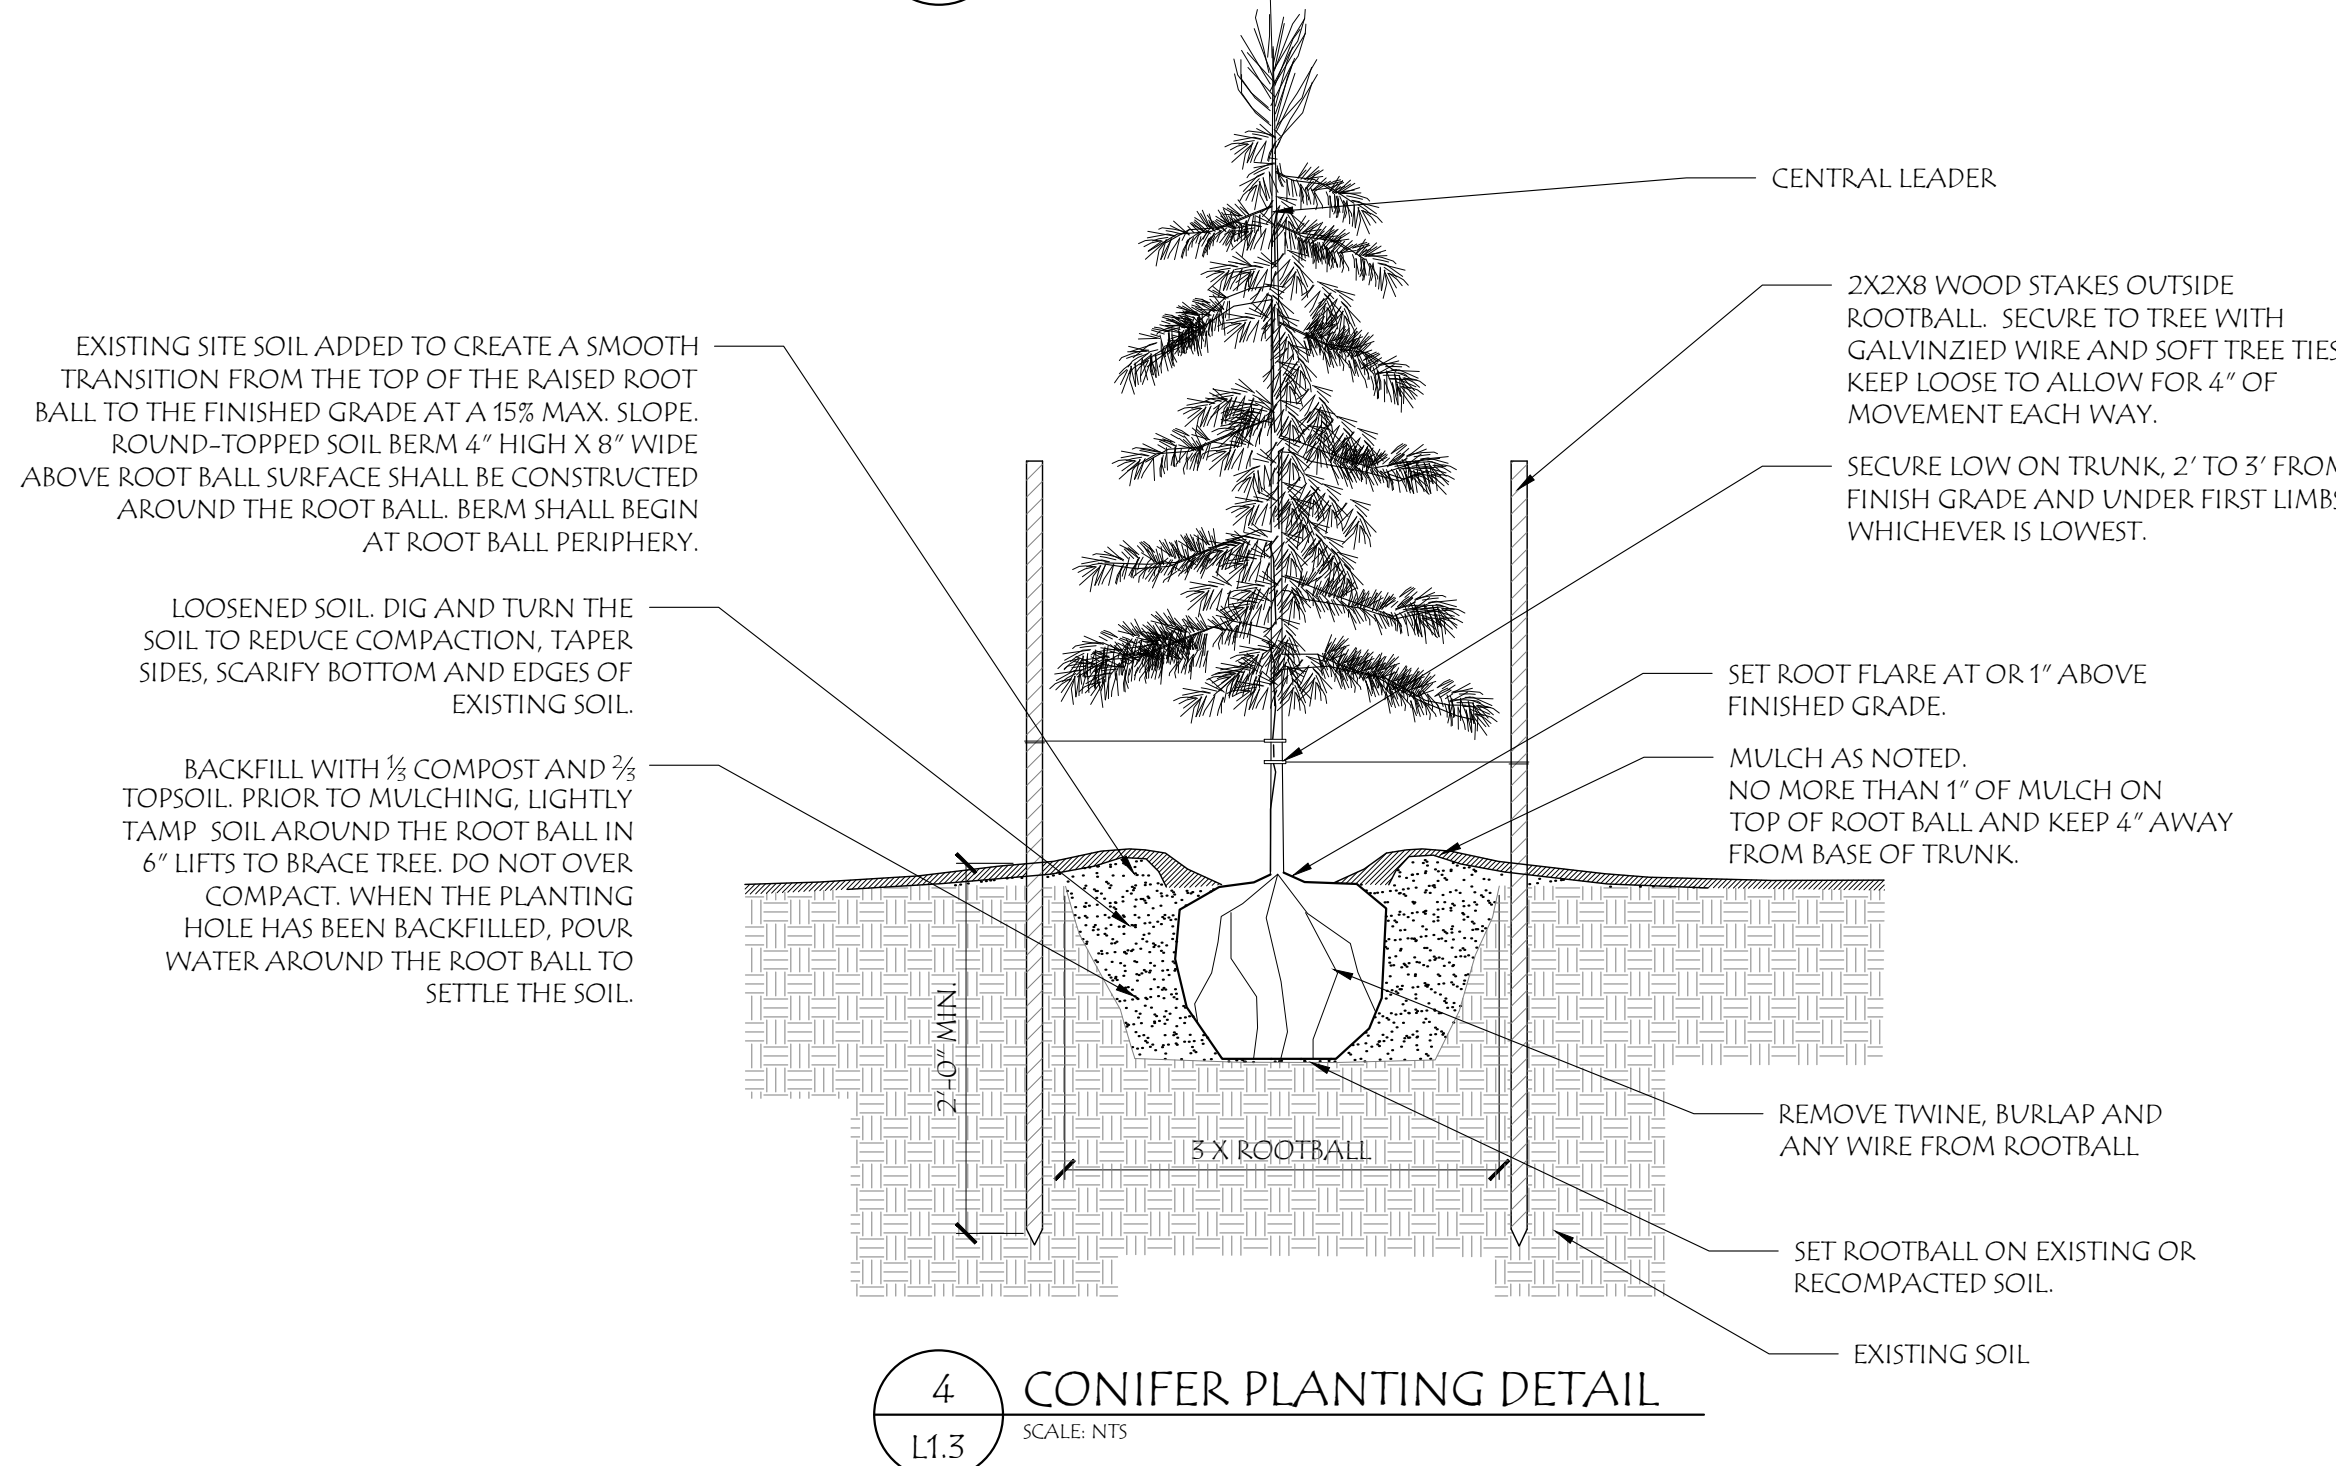 CENTRAL LEADER
2X2X8 WOOD STAKES OUTSIDE
ROOTBALL. SECURE TO TREE WITH
GALVINZIED WIRE AND SOFT TREE TIES
KEEP LOOSE TO ALLOW FOR 4" OF
MOVEMENT EACH WAY.
SECURE LOW ON TRUNK, 2' TO 3' FROM
FINISH GRADE AND UNDER FIRST LIMBS
WHICHEVER IS LOWEST.
SET ROOT FLARE AT OR 1" ABOVE
FINISHED GRADE.
MULCH AS NOTED.
NO MORE THAN 1" OF MULCH ON
TOP OF ROOT BALL AND KEEP 4" AWAY
FROM BASE OF TRUNK.
REMOVE TWINE, BURLAP AND
ANY WIRE FROM ROOTBALL
SET ROOTBALL ON EXISTING OR
RECOMPACTED SOIL.
EXISTING SOIL
EXISTING SITE SOIL ADDED TO CREATE A SMOOTH
TRANSITION FROM THE TOP OF THE RAISED ROOT
BALL TO THE FINISHED GRADE AT A 15% MAX. SLOPE.
ROUND-TOPPED SOIL BERM 4" HIGH X 8" WIDE
ABOVE ROOT BALL SURFACE SHALL BE CONSTRUCTED
AROUND THE ROOT BALL. BERM SHALL BEGIN
AT ROOT BALL PERIPHERY.
LOOSENED SOIL. DIG AND TURN THE
SOIL TO REDUCE COMPACTION, TAPER
SIDES, SCARIFY BOTTOM AND EDGES OF
EXISTING SOIL.
BACKFILL WITH ⅓ COMPOST AND ⅔
TOPSOIL. PRIOR TO MULCHING, LIGHTLY
TAMP SOIL AROUND THE ROOT BALL IN
6" LIFTS TO BRACE TREE. DO NOT OVER
COMPACT. WHEN THE PLANTING
HOLE HAS BEEN BACKFILLED, POUR
WATER AROUND THE ROOT BALL TO
SETTLE THE SOIL.
2'-0" MIN.
3 X ROOTBALL
4
L1.3
CONIFER PLANTING DETAIL
SCALE: NTS